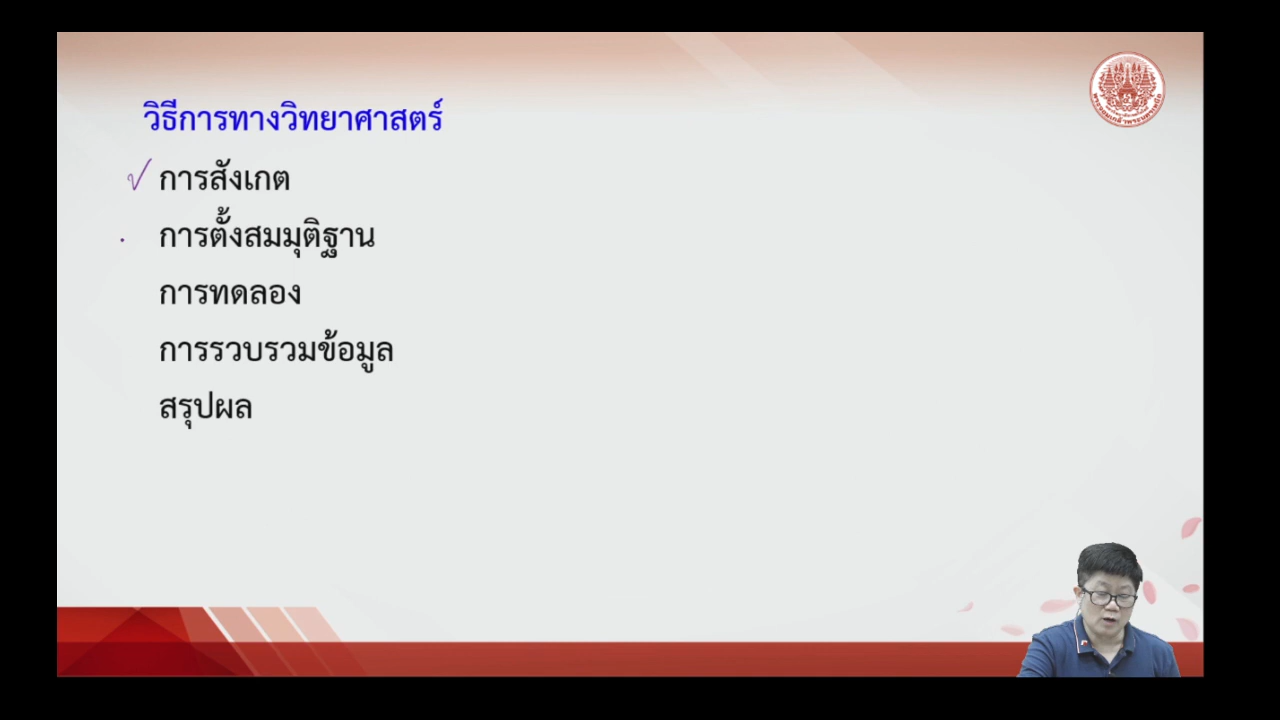 วิธีการทางวิทยาศาสตร์
การสังเกต
การตั้งสมมุติฐาน
การทดลอง
การรวบรวมข้อมูล
สรุปผล